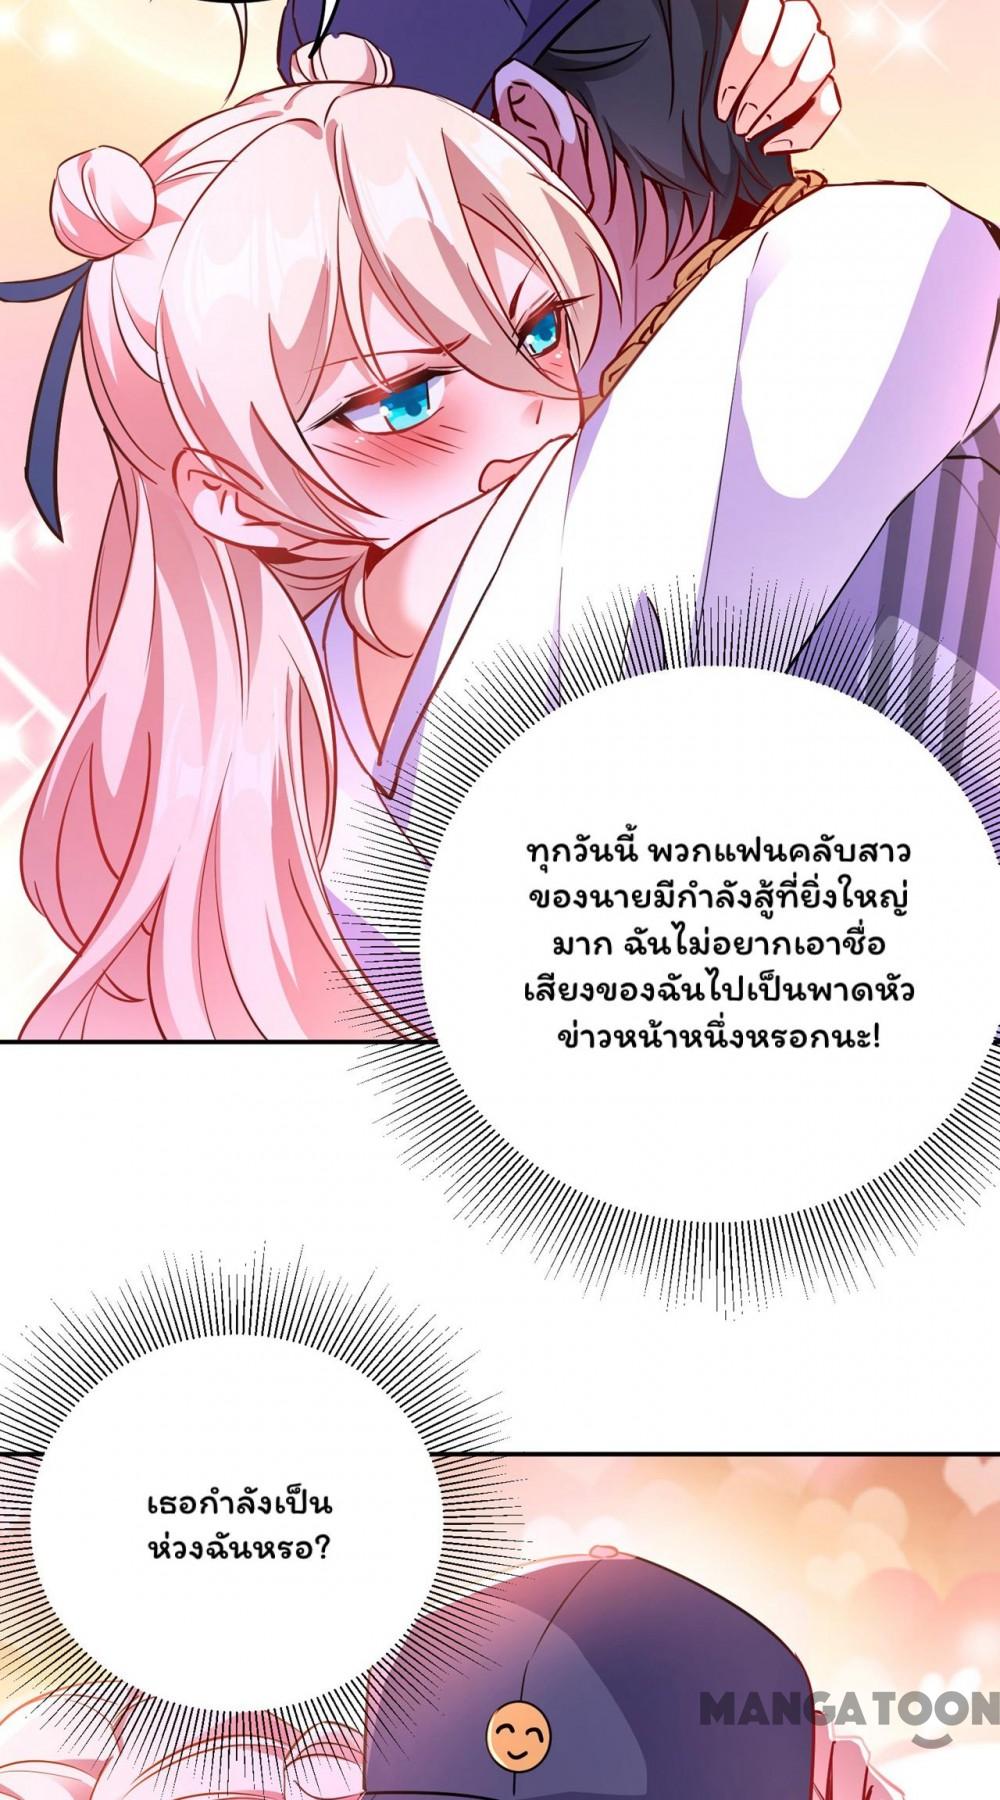 ทุกวันนี้ พวกแฟนคลับสาว
ของนายมีกำลังสู้ที่ยิ่งใหญ่
มาก ฉันไม่อยากเอาชื่อ
เสียงของฉันไปเป็นพาดหัว
ข่าวหน้าหนึ่งหรอกนะ!
เธอกำลังเป็น
ห่วงฉันหรอ?
MANGATOON